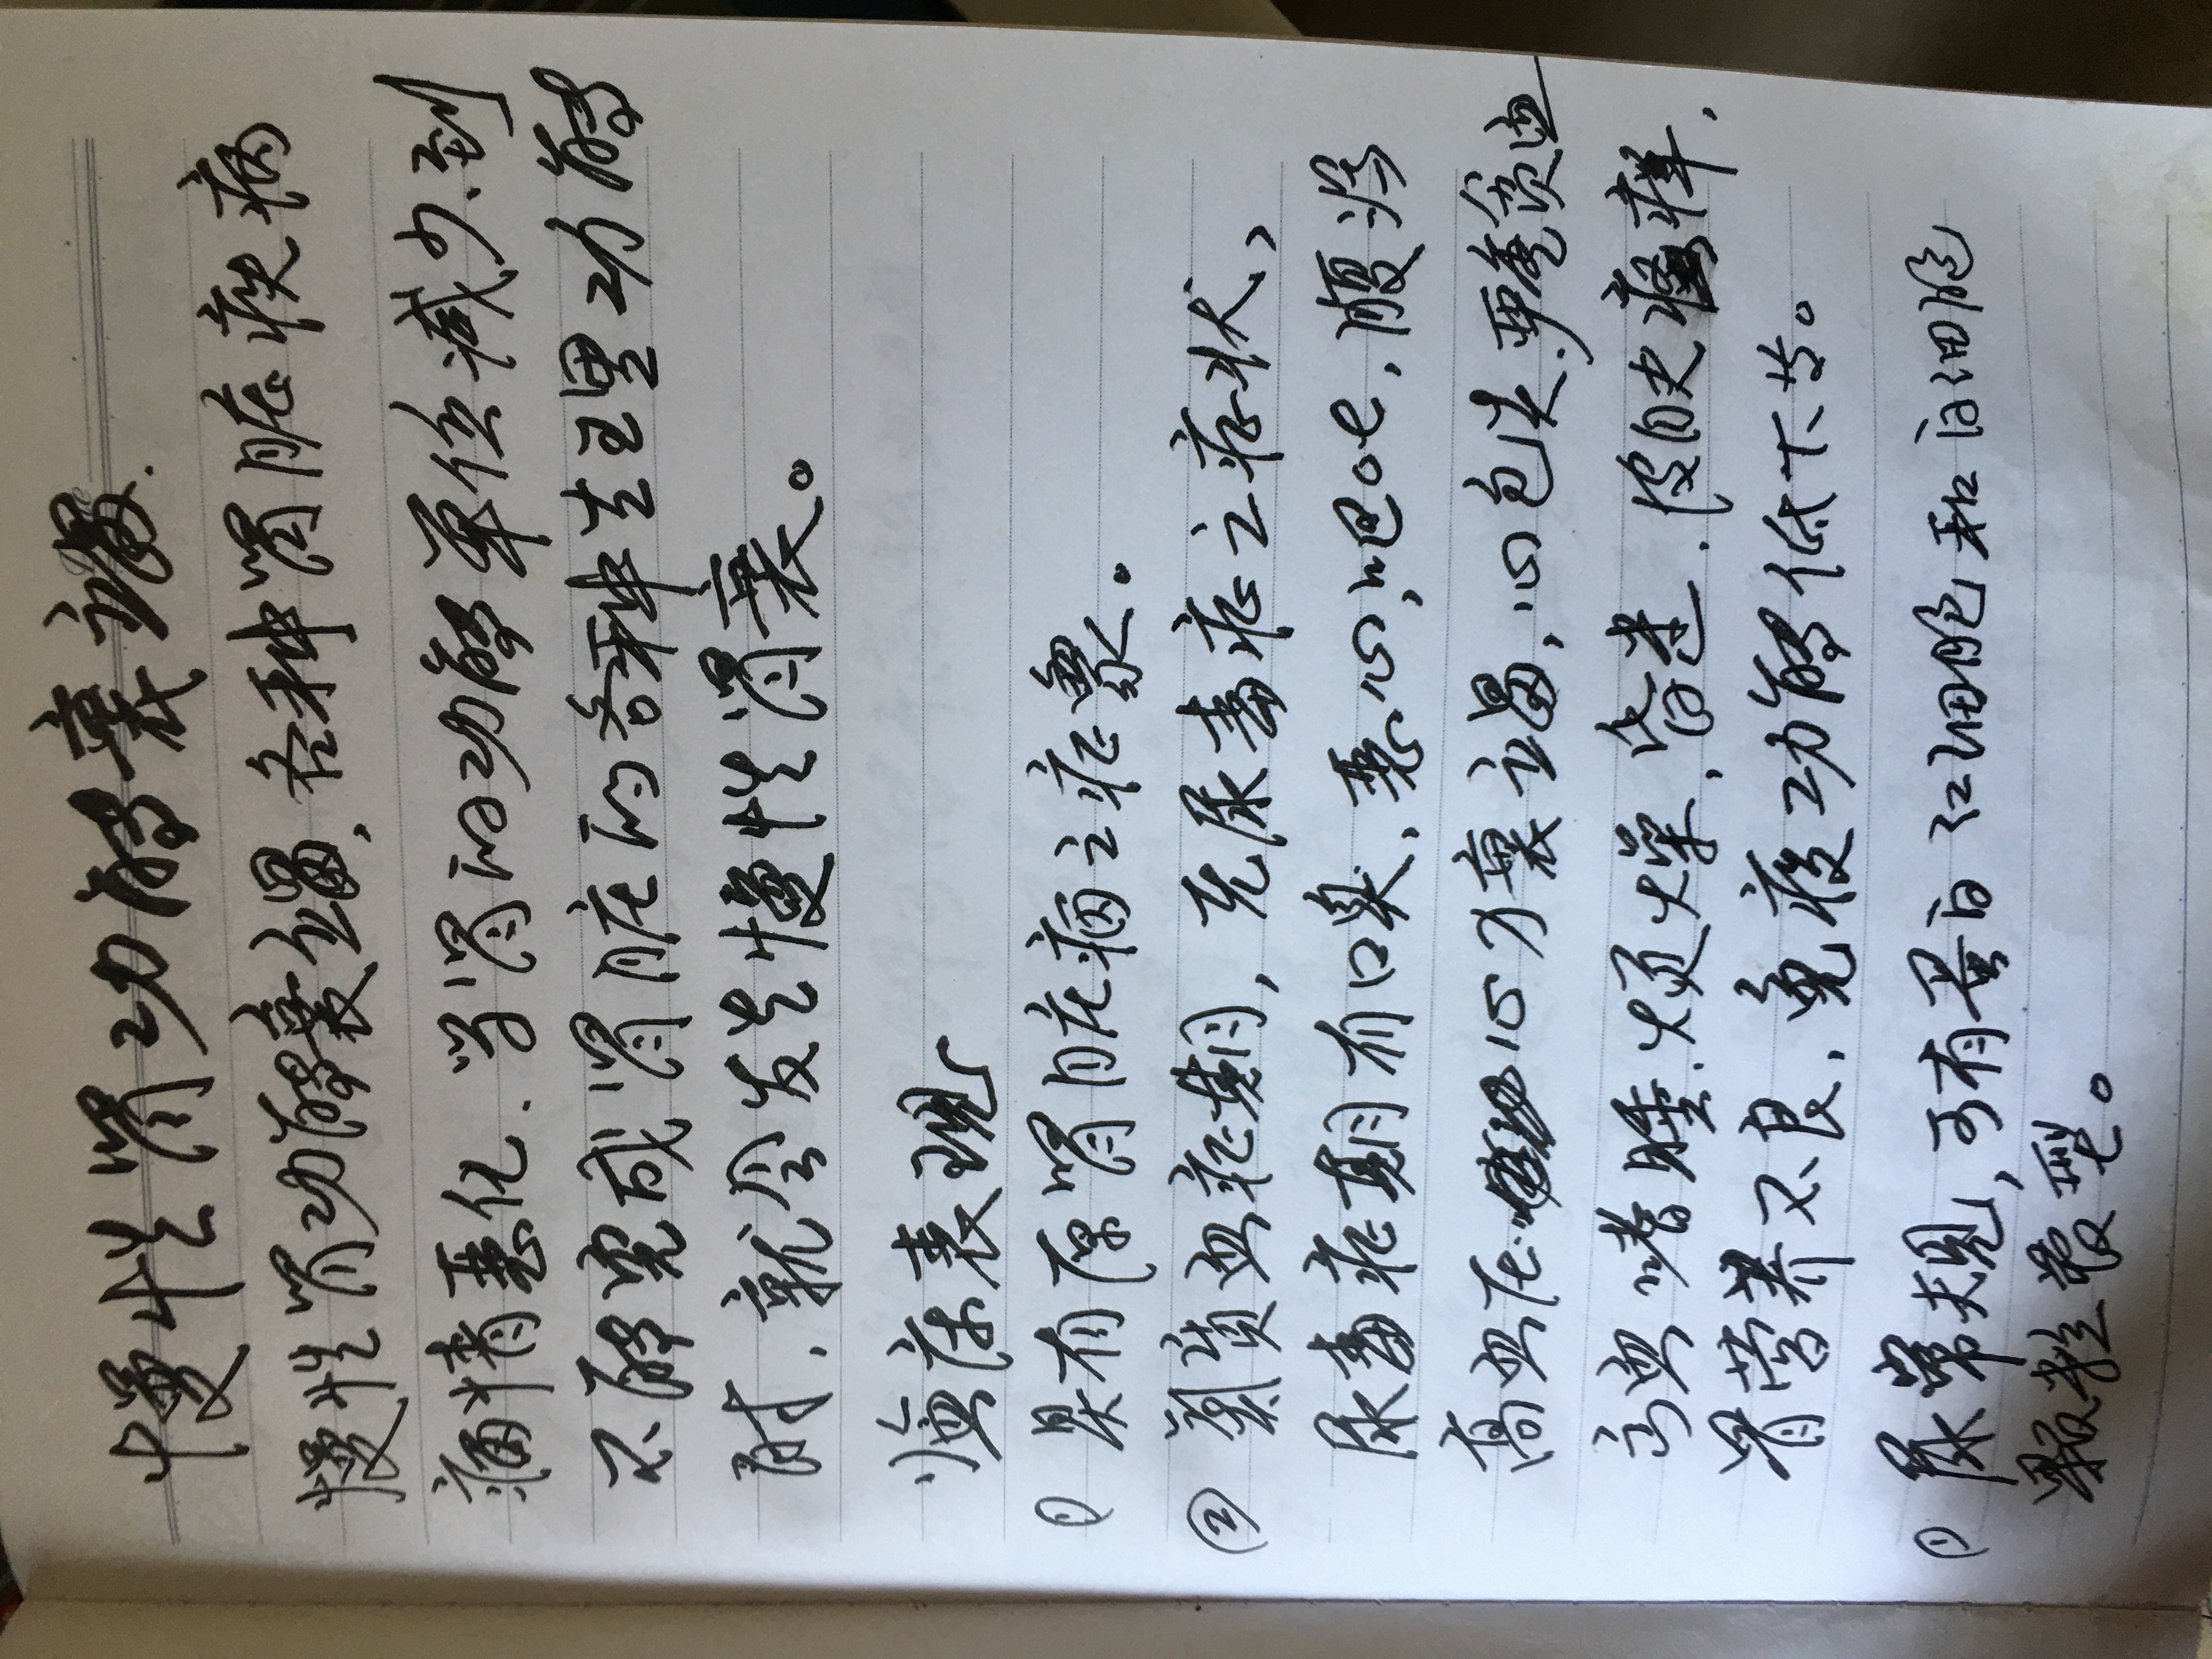 Date
慢性肾功能衰竭.
慢性肾功能衰竭,各种肾脏疾病
病情恶化.当肾的功能单位减少、到
不能完成肾脏的各种生理功能
时,就会发生慢性肾衰。
临床表现
① 具有原肾脏病之症象。
② 氮质血症期,无尿毒症之症状,
尿毒症期有口臭,恶心,呕吐,腹泻
高血压.心力衰竭,心包炎.严重贫血
嗜睡.烦燥,昏迷.皮肤瘙痒,
骨营养不良,免疫功能低下等。
① 尿常规,可有蛋白红细胞和白细胞
颗粒管型。